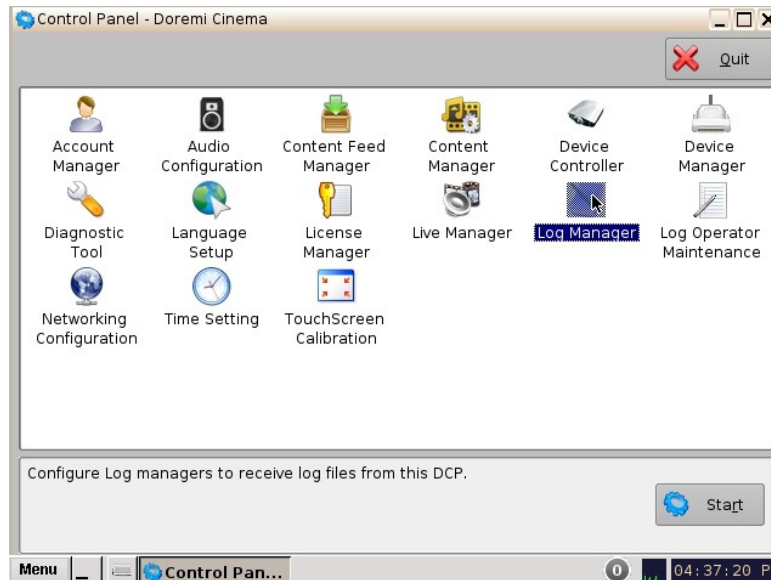 Control Panel - Doremi Cinema
Quit
Account Manager
Audio Configuration
Content Feed Manager
Content Manager
Device Controller
Device Manager
Diagnostic Tool
Language Setup
License Manager
Live Manager
Log Manager
Log Operator Maintenance
Networking Configuration
Time Setting
TouchScreen Calibration
Configure Log managers to receive log files from this DCP.
Start
Menu
Control Pan...
0
04:37:20 P